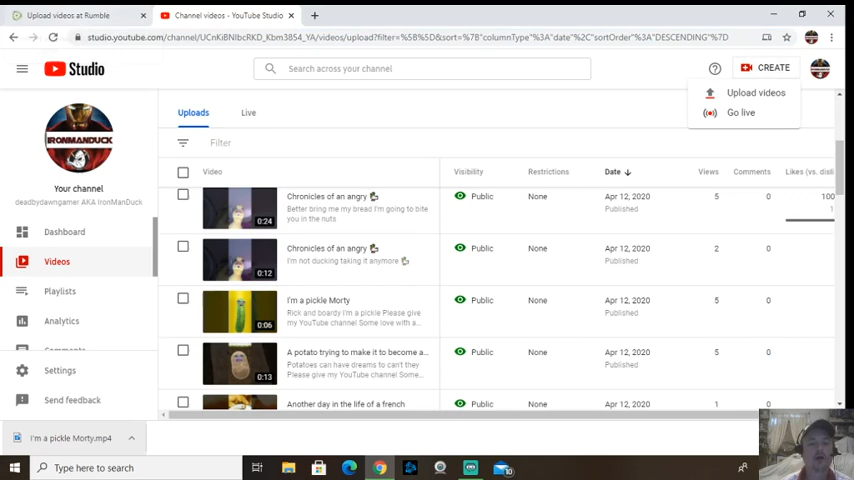 Upload videos at Rumble
Channel videos - YouTube Studio
studio.youtube.com/channel/UCnKiBNIbcRKD_Kbm3854_YA/videos/upload?filter=%5B%5D&sort=%7B"columnType"%3A"date"%2C"sortOrder"%3A"DESCENDING"%7D
Studio
Search across your channel
CREATE
Upload videos
Go live
IRONMANDUCK
Your channel
deadbydawngamer AKA IronManDuck
Dashboard
Videos
Playlists
Analytics
Comments
Settings
Send feedback
Uploads
Live
Filter
Video
Visibility
Restrictions
Date
Views
Comments
Likes (vs. disli
Chronicles of an angry
Better bring me my bread I'm going to bite
you in the nuts
0:24
Public
None
Apr 12, 2020
Published
5
0
100
Chronicles of an angry
I'm not ducking taking it anymore
0:12
Public
None
Apr 12, 2020
Published
2
0
I'm a pickle Morty
Rick and boardy I'm a pickle Please give
my YouTube channel Some love with a...
0:06
Public
None
Apr 12, 2020
Published
5
0
A potato trying to make it to become a...
Potatoes can have dreams to can't they
Please give my YouTube channel Some...
0:13
Public
None
Apr 12, 2020
Published
5
0
Another day in the life of a french
Public
None
Apr 12, 2020
1
0
I'm a pickle Morty.mp4
Type here to search
10